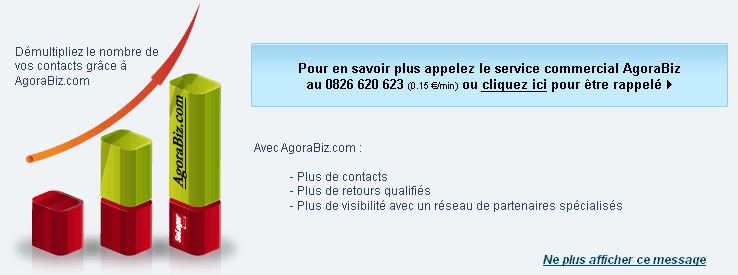 Démultipliez le nombre de
vos contacts grâce à
AgoraBiz.com
Pour en savoir plus appelez le service commercial AgoraBiz
au 0826 620 623 (0.15 €/min) ou cliquez ici pour être rappelé
Avec AgoraBiz.com :
- Plus de contacts
- Plus de retours qualifiés
- Plus de visibilité avec un réseau de partenaires spécialisés
AgoraBiz.com
SeLoger
Ne plus afficher ce message